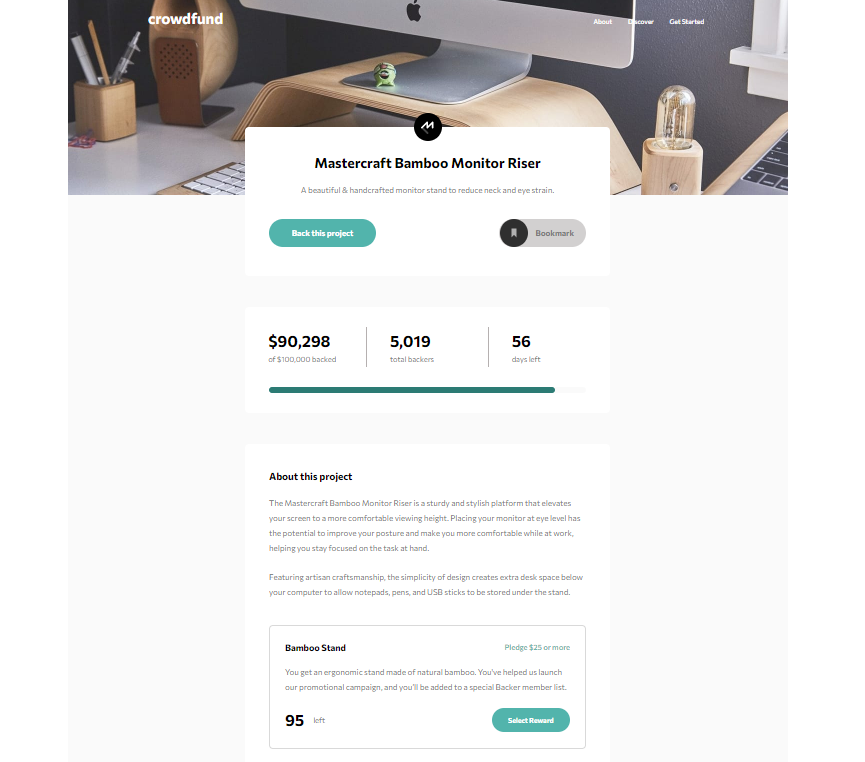 crowdfund
About Discover Get Started
Mastercraft Bamboo Monitor Riser
A beautiful & handcrafted monitor stand to reduce neck and eye strain.
Back this project
Bookmark
$90,298 5,019 56
of $100,000 backed total backers days left
About this project
The Mastercraft Bamboo Monitor Riser is a sturdy and stylish platform that elevates
your screen to a more comfortable viewing height. Placing your monitor at eye level has
the potential to improve your posture and make you more comfortable while at work,
helping you stay focused on the task at hand.
Featuring artisan craftsmanship, the simplicity of design creates extra desk space below
your computer to allow notepads, pens, and USB sticks to be stored under the stand.
Bamboo Stand Pledge $25 or more
You get an ergonomic stand made of natural bamboo. You've helped us launch
our promotional campaign, and you'll be added to a special Backer member list.
95 left
Select Reward